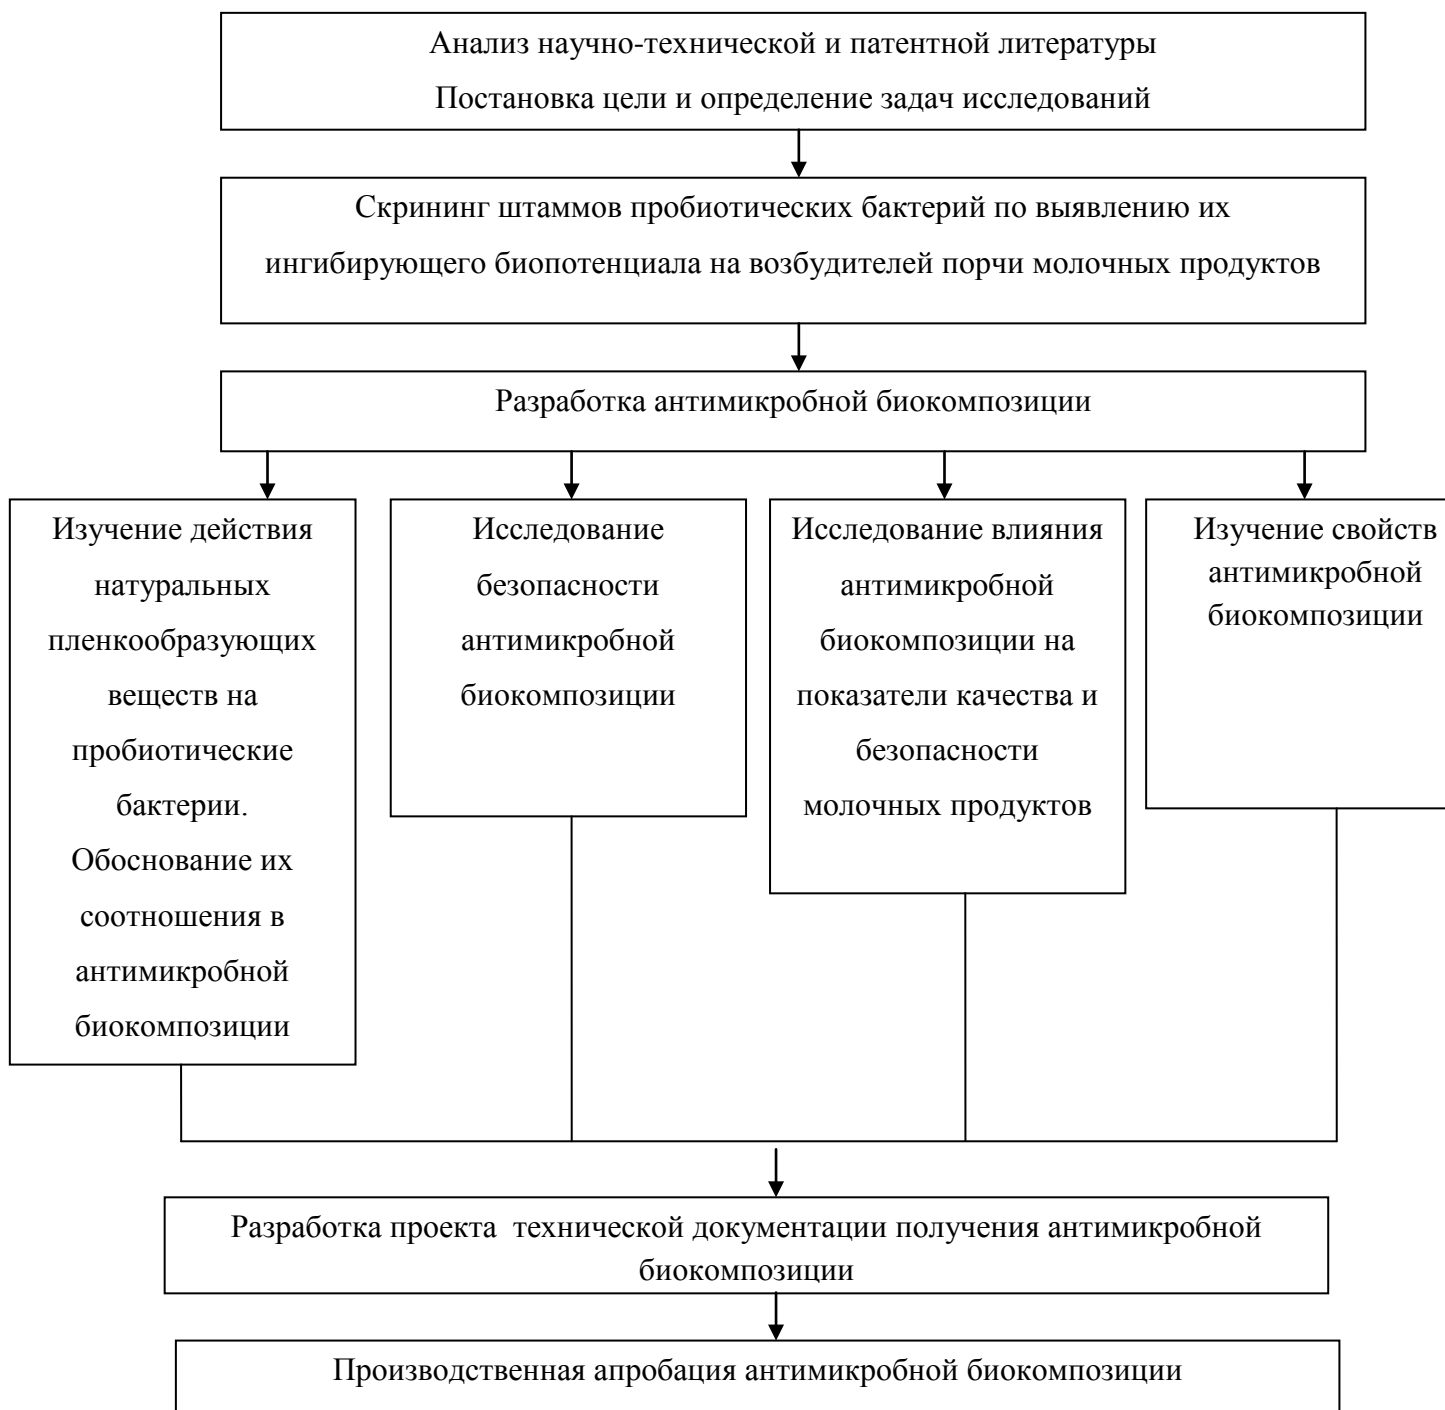 Анализ научно-технической и патентной литературы
Постановка цели и определение задач исследований
Скрининг штаммов пробиотических бактерий по выявлению их
ингибирующего биопотенциала на возбудителей порчи молочных продуктов
Разработка антимикробной биокомпозиции
Изучение действия
натуральных
пленкообразующих
веществ на
пробиотические
бактерии.
Обоснование их
соотношения в
антимикробной
биокомпозиции
Исследование
безопасности
антимикробной
биокомпозиции
Исследование влияния
антимикробной
биокомпозиции на
показатели качества и
безопасности
молочных продуктов
Изучение свойств
антимикробной
биокомпозиции
Разработка проекта  технической документации получения антимикробной
биокомпозиции
Производственная апробация антимикробной биокомпозиции